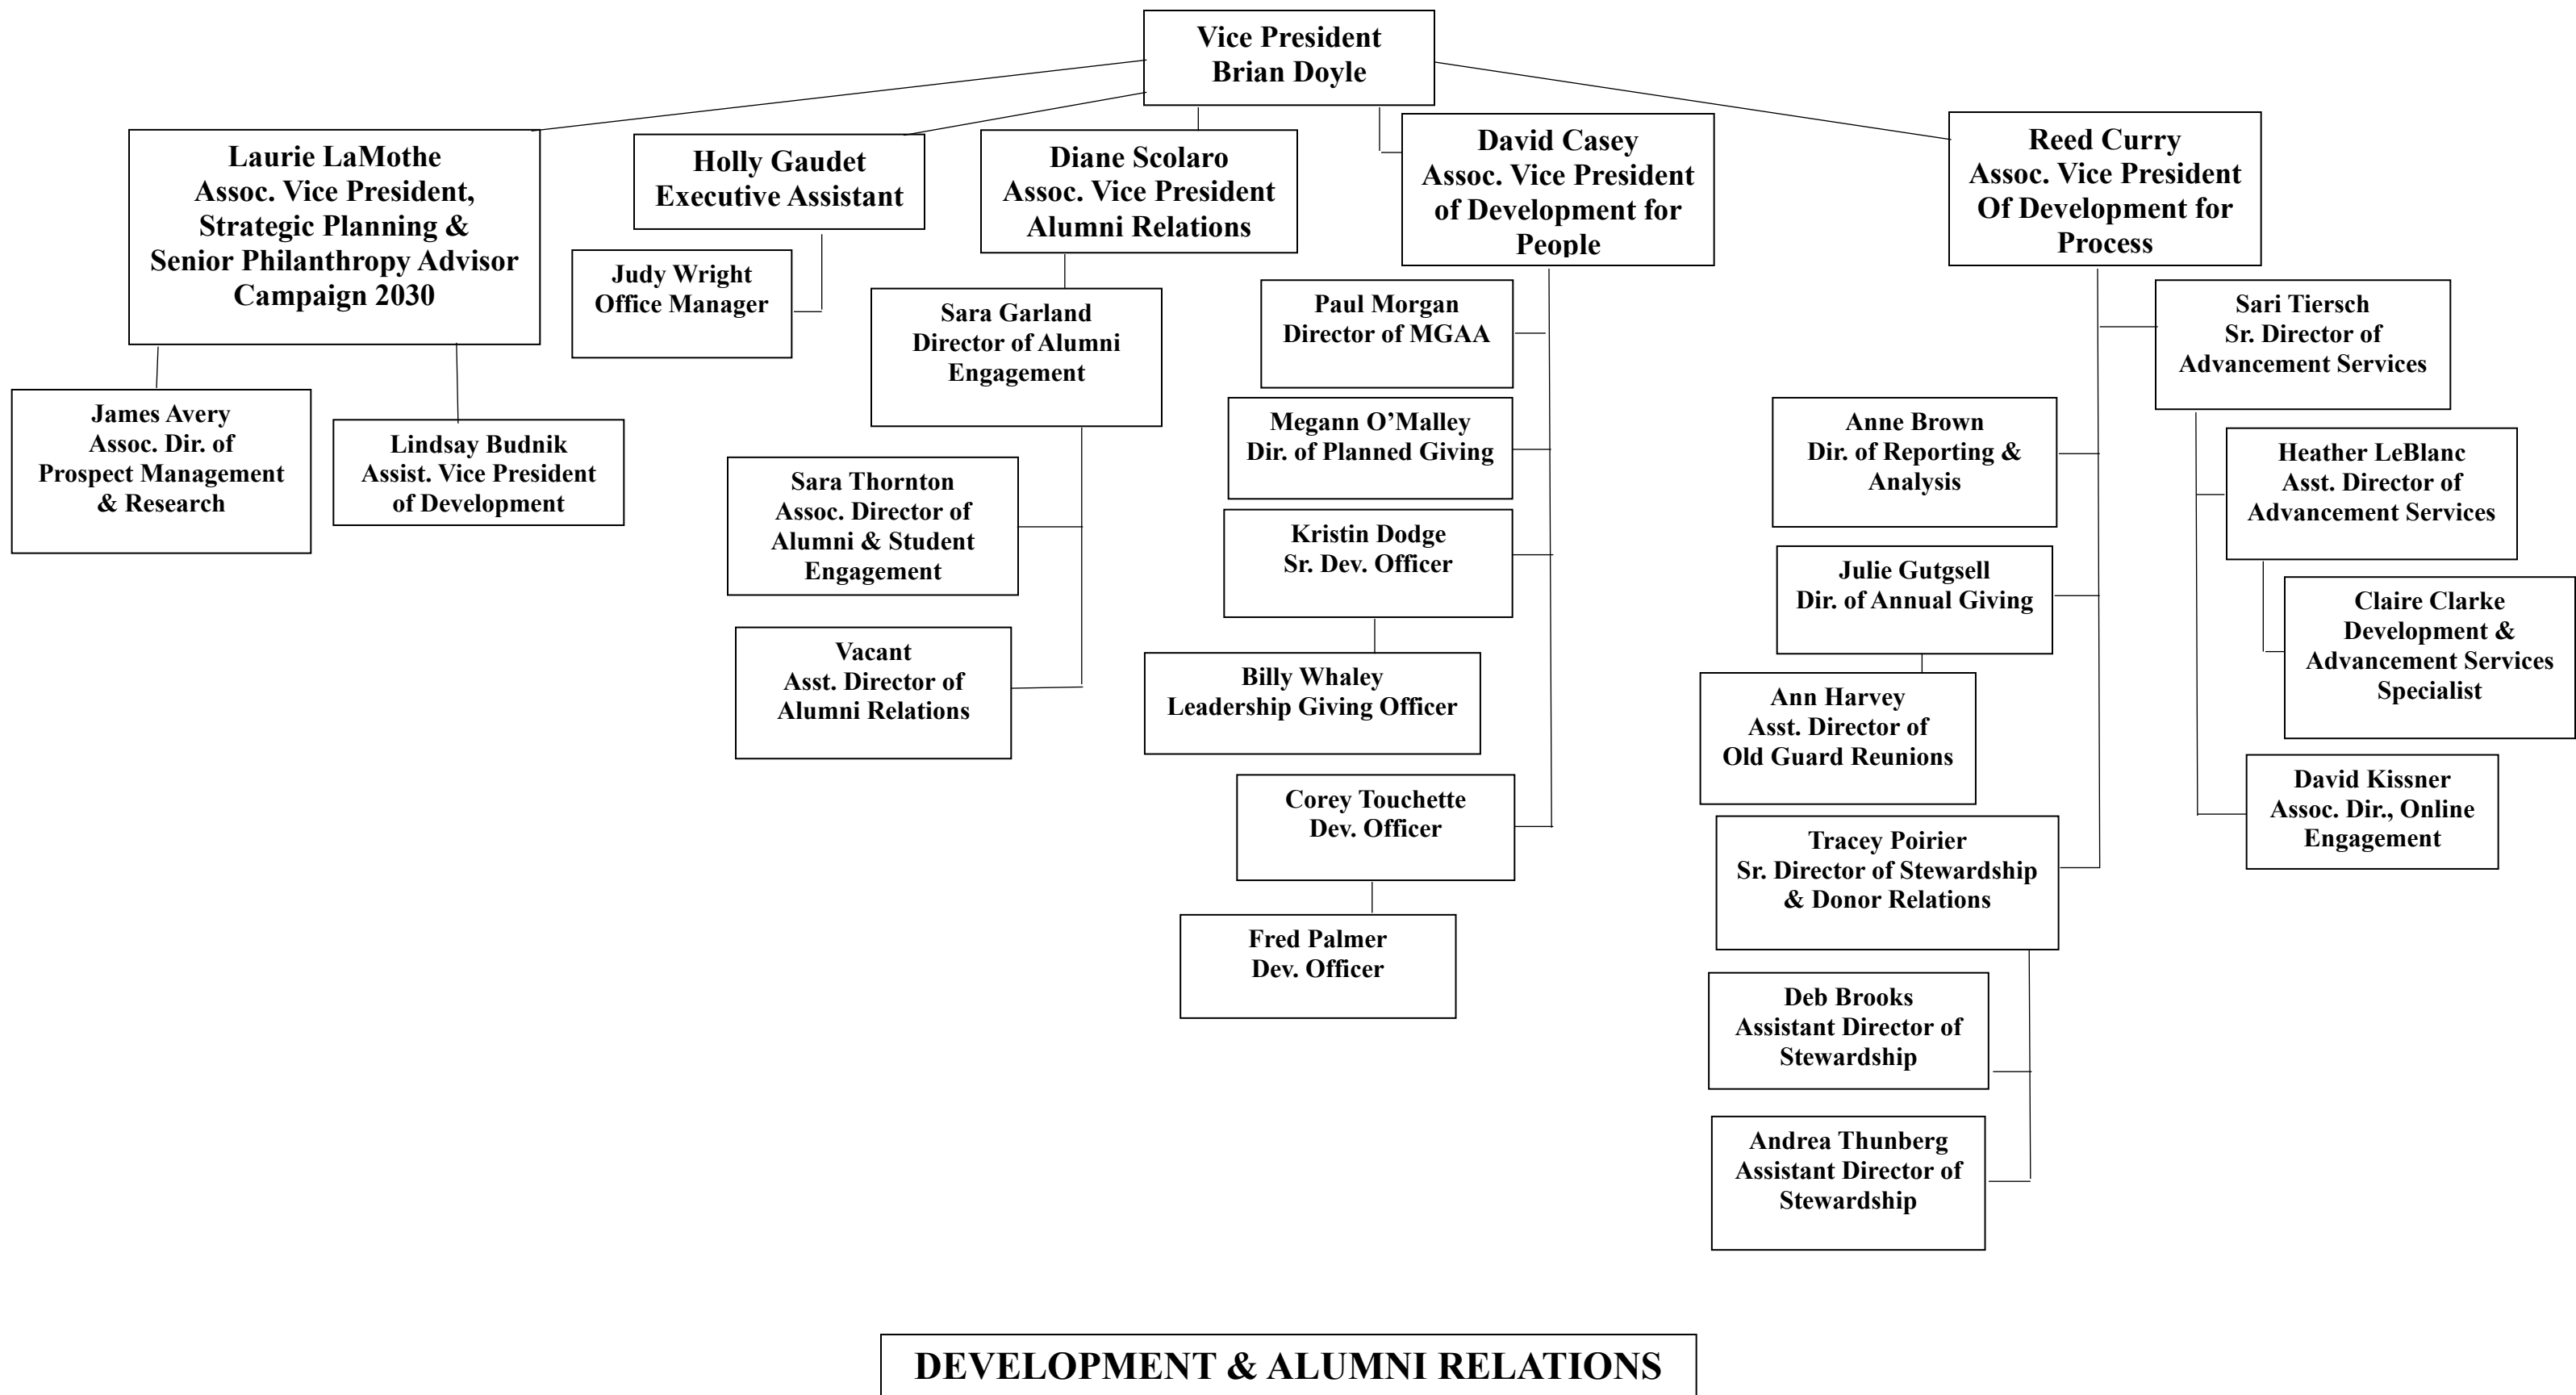 Vice President
Brian Doyle
Laurie LaMothe
Assoc. Vice President,
Strategic Planning &
Senior Philanthropy Advisor
Campaign 2030
Holly Gaudet
Executive Assistant
Diane Scolaro
Assoc. Vice President
Alumni Relations
David Casey
Assoc. Vice President
of Development for
People
Reed Curry
Assoc. Vice President
Of Development for
Process
James Avery
Assoc. Dir. of
Prospect Management
& Research
Lindsay Budnik
Assist. Vice President
of Development
Judy Wright
Office Manager
Sara Garland
Director of Alumni
Engagement
Sara Thornton
Assoc. Director of
Alumni & Student
Engagement
Vacant
Asst. Director of
Alumni Relations
Paul Morgan
Director of MGAA
Megann O’Malley
Dir. of Planned Giving
Kristin Dodge
Sr. Dev. Officer
Billy Whaley
Leadership Giving Officer
Corey Touchette
Dev. Officer
Fred Palmer
Dev. Officer
Anne Brown
Dir. of Reporting &
Analysis
Julie Gutgsell
Dir. of Annual Giving
Ann Harvey
Asst. Director of
Old Guard Reunions
Tracey Poirier
Sr. Director of Stewardship
& Donor Relations
Deb Brooks
Assistant Director of
Stewardship
Andrea Thunberg
Assistant Director of
Stewardship
Sari Tiersch
Sr. Director of
Advancement Services
Heather LeBlanc
Asst. Director of
Advancement Services
Claire Clarke
Development &
Advancement Services
Specialist
David Kissner
Assoc. Dir., Online
Engagement
DEVELOPMENT & ALUMNI RELATIONS